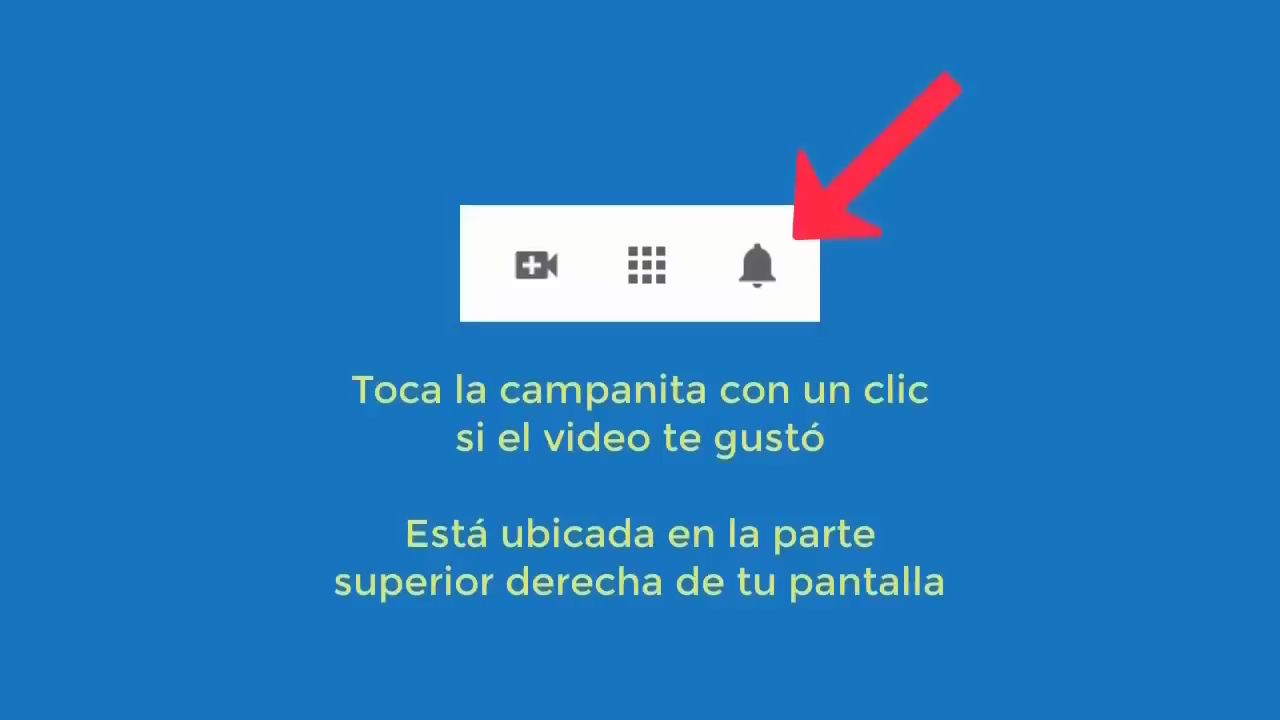 Toca la campanita con un clic
si el video te gustó
Está ubicada en la parte
superior derecha de tu pantalla